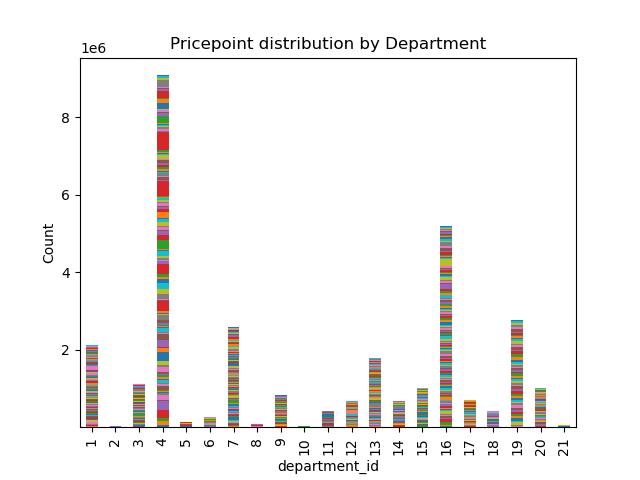 Pricepoint distribution by Department
1e6
8
6
4
2
Count
1 2 3 4 5 6 7 8 9 10 11 12 13 14 15 16 17 18 19 20 21
department_id